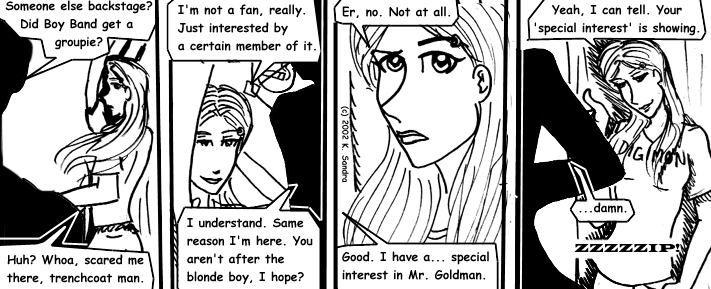 Someone else backstage?
Did Boy Band get a
groupie?
Huh? Whoa, scared me
there, trenchcoat man.
I'm not a fan, really.
Just interested by
a certain member of it.
I understand. Same
reason I'm here. You
aren't after the
blonde boy, I hope?
Er, no. Not at all.
(c) 2002 K. Sandra
Good. I have a... special
interest in Mr. Goldman.
Yeah, I can tell. Your
'special interest' is showing.
DIGIMON
...damn.
ZZZZZZIP!